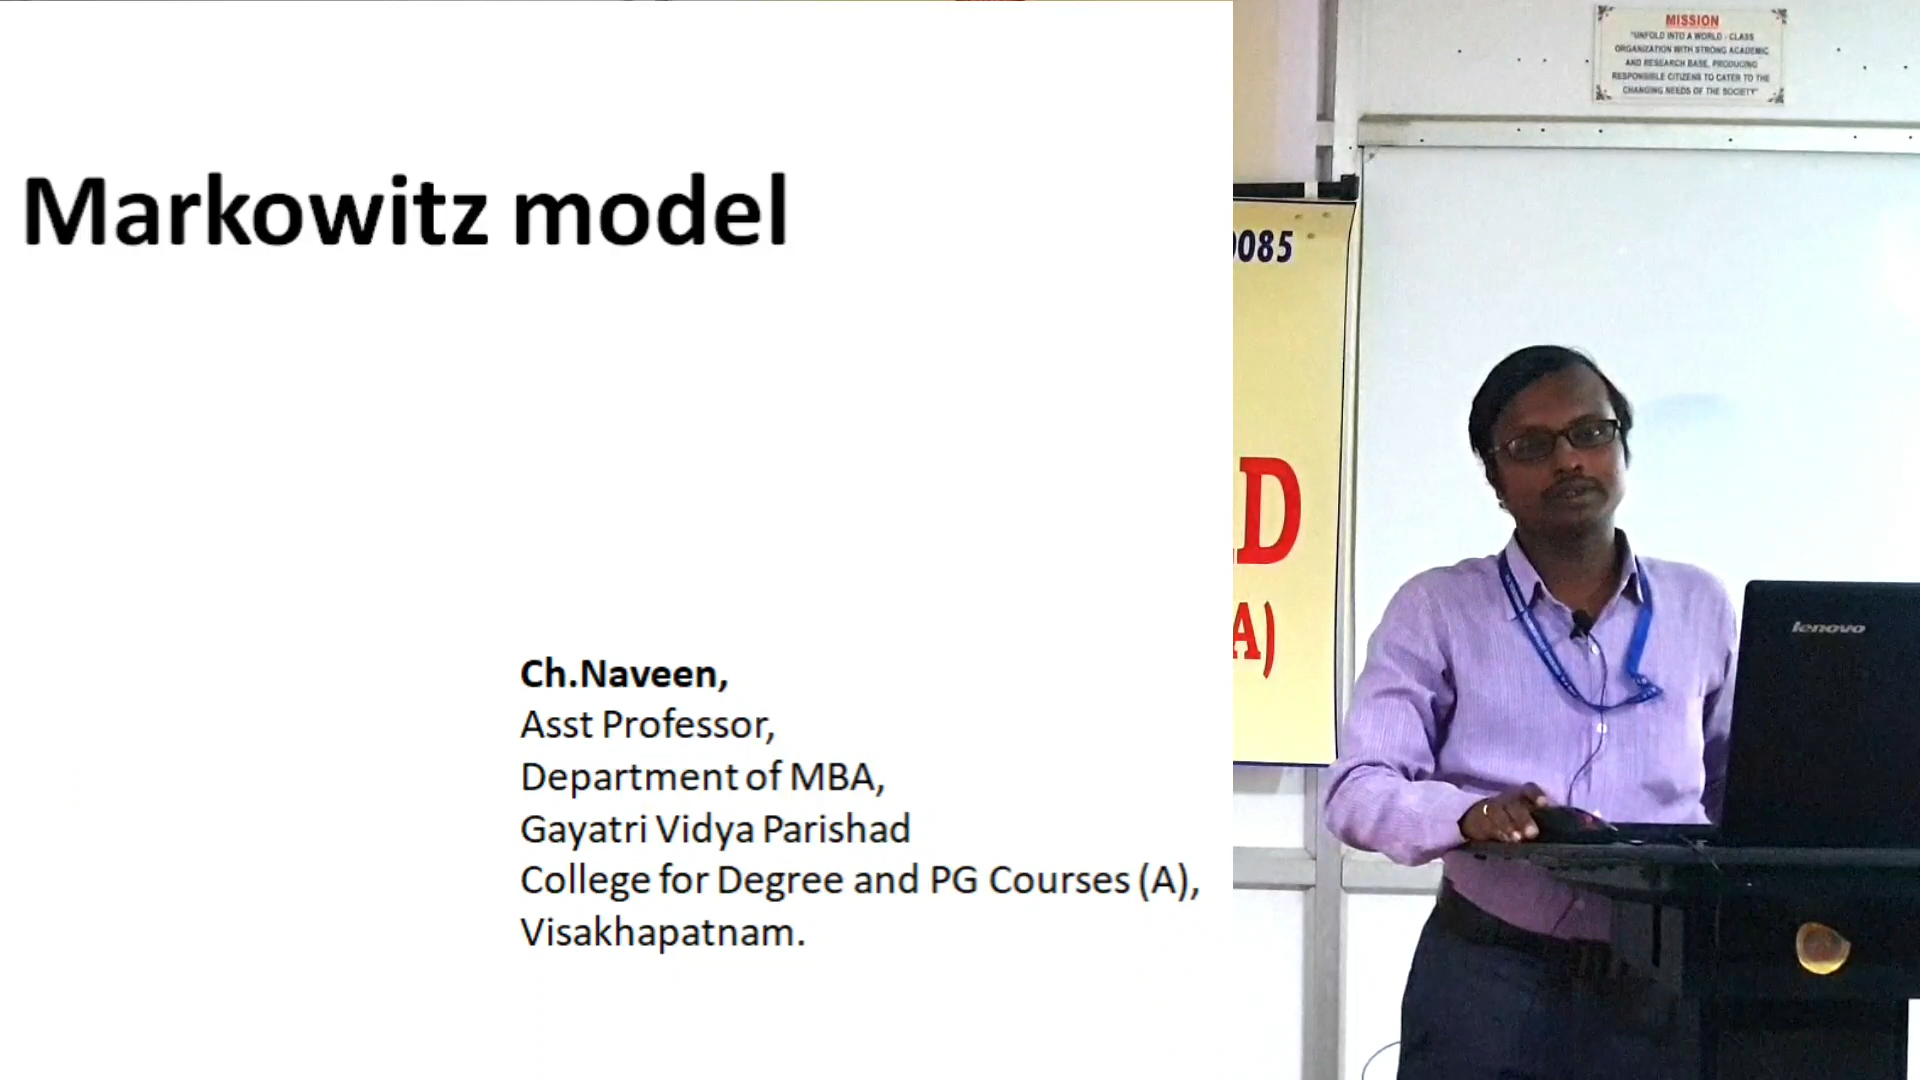 Markowitz model
Ch.Naveen,
Asst Professor,
Department of MBA,
Gayatri Vidya Parishad
College for Degree and PG Courses (A),
Visakhapatnam.
MISSION
"UNFOLD INTO A WORLD - CLASS
ORGANIZATION WITH STRONG ACADEMIC
AND RESEARCH BASE, PRODUCING
RESPONSIBLE CITIZENS TO CATER TO THE
CHANGING NEEDS OF THE SOCIETY"
0085
D
A)
lenovo